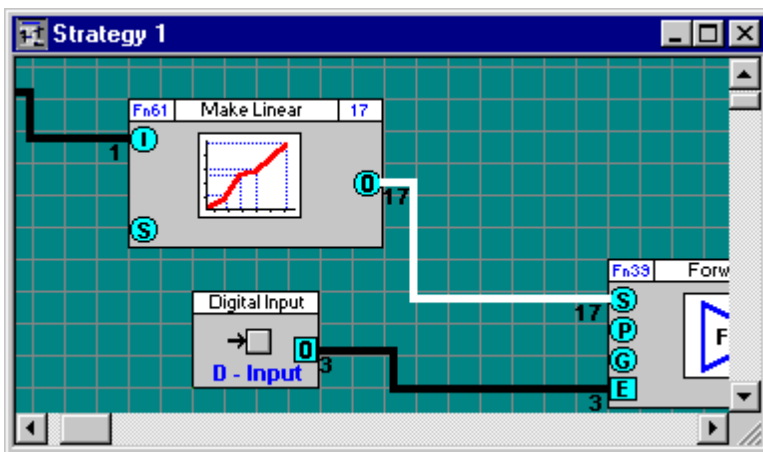 Strategy 1
Fn61 Make Linear 17
1 I
O
17
S
Fn39 Forw
Digital Input
17 S
P
F
O
3
G
D - Input
3 E